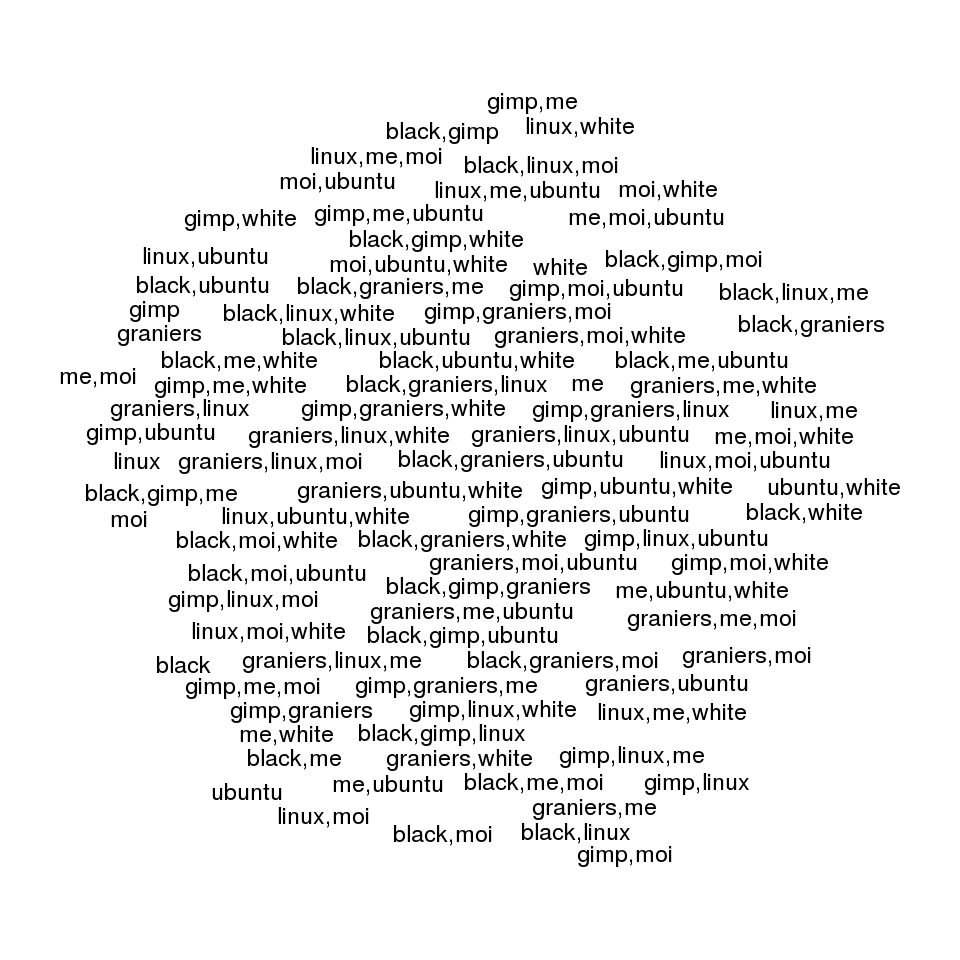 gimp,me
linux,white
black,gimp
linux,me,moi
black,linux,moi
moi,ubuntu
linux,me,ubuntu
moi,white
gimp,white
gimp,me,ubuntu
me,moi,ubuntu
black,gimp,white
linux,ubuntu
moi,ubuntu,white
white
black,gimp,moi
black,ubuntu
black,graniers,me
gimp,moi,ubuntu
black,linux,me
gimp
black,linux,white
gimp,graniers,moi
black,graniers
graniers
black,linux,ubuntu
graniers,moi,white
black,me,white
black,ubuntu,white
black,me,ubuntu
me,moi
gimp,me,white
black,graniers,linux
me
graniers,me,white
graniers,linux
gimp,graniers,white
gimp,graniers,linux
linux,me
gimp,ubuntu
graniers,linux,white
graniers,linux,ubuntu
me,moi,white
linux
graniers,linux,moi
black,graniers,ubuntu
linux,moi,ubuntu
black,gimp,me
graniers,ubuntu,white
gimp,ubuntu,white
ubuntu,white
moi
linux,ubuntu,white
gimp,graniers,ubuntu
black,white
black,moi,white
black,graniers,white
gimp,linux,ubuntu
graniers,moi,ubuntu
gimp,moi,white
black,moi,ubuntu
black,gimp,graniers
me,ubuntu,white
gimp,linux,moi
graniers,me,ubuntu
graniers,me,moi
linux,moi,white
black,gimp,ubuntu
black
graniers,linux,me
black,graniers,moi
graniers,moi
gimp,me,moi
gimp,graniers,me
graniers,ubuntu
gimp,graniers
gimp,linux,white
linux,me,white
me,white
black,gimp,linux
black,me
graniers,white
gimp,linux,me
ubuntu
me,ubuntu
black,me,moi
gimp,linux
linux,moi
graniers,me
black,moi
black,linux
gimp,moi